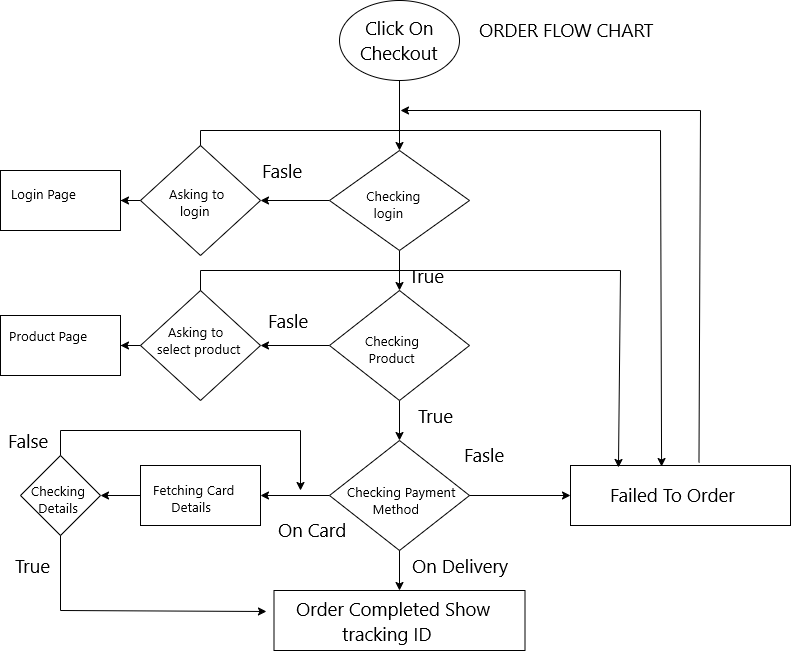 Click On
Checkout
ORDER FLOW CHART
Fasle
Login Page
Asking to
login
Checking
login
True
Fasle
Product Page
Asking to
select product
Checking
Product
True
False
Fasle
Checking
Details
Fetching Card
Details
Checking Payment
Method
Failed To Order
On Card
True
On Delivery
Order Completed Show
tracking ID